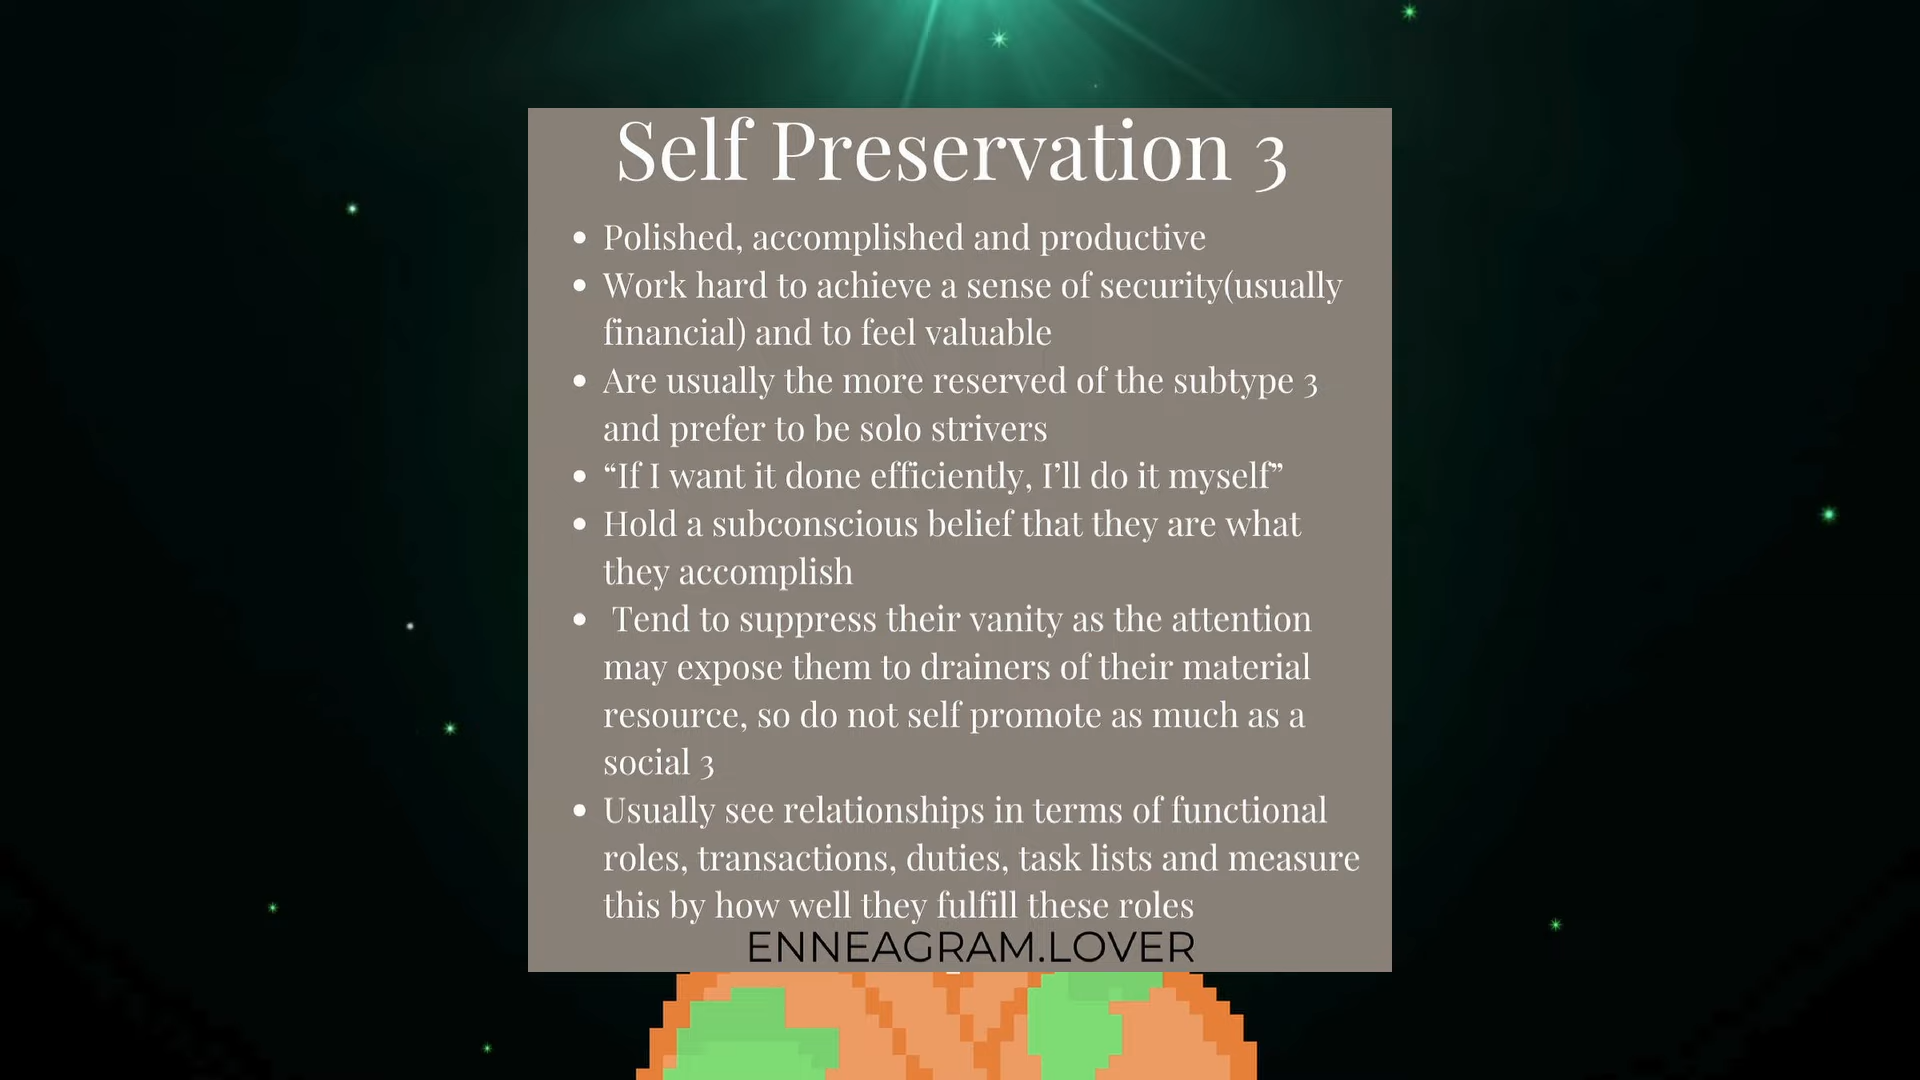 Self Preservation 3
• Polished, accomplished and productive
• Work hard to achieve a sense of security(usually
financial) and to feel valuable
• Are usually the more reserved of the subtype 3
and prefer to be solo strivers
• “If I want it done efficiently, I’ll do it myself”
• Hold a subconscious belief that they are what
they accomplish
• Tend to suppress their vanity as the attention
may expose them to drainers of their material
resource, so do not self promote as much as a
social 3
• Usually see relationships in terms of functional
roles, transactions, duties, task lists and measure
this by how well they fulfill these roles
ENNEAGRAM.LOVER